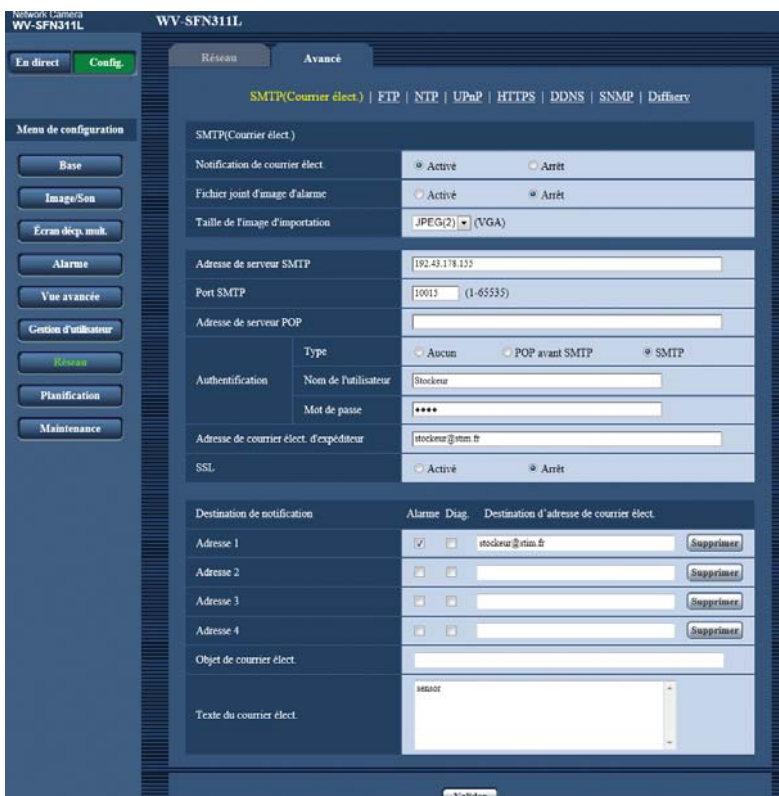 Network Camera
WV-SFN311L
WV-SFN311L
En direct
Config.
Réseau
Avancé
SMTP(Courrier élect.) | FTP | NTP | UPnP | HTTPS | DDNS | SNMP | Diffserv
Menu de configuration
Base
Image/Son
Écran décp. mult.
Alarme
Vue avancée
Gestion d'utilisateur
Réseau
Planification
Maintenance
SMTP(Courrier élect.)
Notification de courrier élect. Activé Arrêt
Fichier joint d'image d'alarme Activé Arrêt
Taille de l'image d'importation JPEG(2) (VGA)
Adresse de serveur SMTP 192.43.178.155
Port SMTP 10015 (1-65535)
Adresse de serveur POP
Authentification
Type Aucun POP avant SMTP SMTP
Nom de l'utilisateur Stockeur
Mot de passe ••••
Adresse de courrier élect. d'expéditeur stockeur@stim.fr
SSL Activé Arrêt
Destination de notification Alarme Diag. Destination d'adresse de courrier élect.
Adresse 1 stockeur@stim.fr Supprimer
Adresse 2 Supprimer
Adresse 3 Supprimer
Adresse 4 Supprimer
Objet de courrier élect.
Texte du courrier élect. sensor
Valider